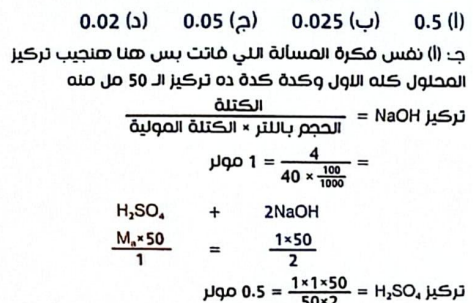 (أ) 0.5 (ب) 0.025 (ج) 0.05 (د) 0.02
جـ: (أ) نفس فكرة المسألة اللي فاتت بس هنا هنجيب تركيز
المحلول كله الاول وكدة كدة ده تركيز الـ 50 مل منه
تركيز NaOH = الكتلة / الحجم باللتر × الكتلة المولية
= 4 / 40 × 100/1000 = 1 مولر
H₂SO₄ + 2NaOH
Mₐ×50 / 1 = 1×50 / 2
تركيز H₂SO₄ = 1×1×50 / 50×2 = 0.5 مولر